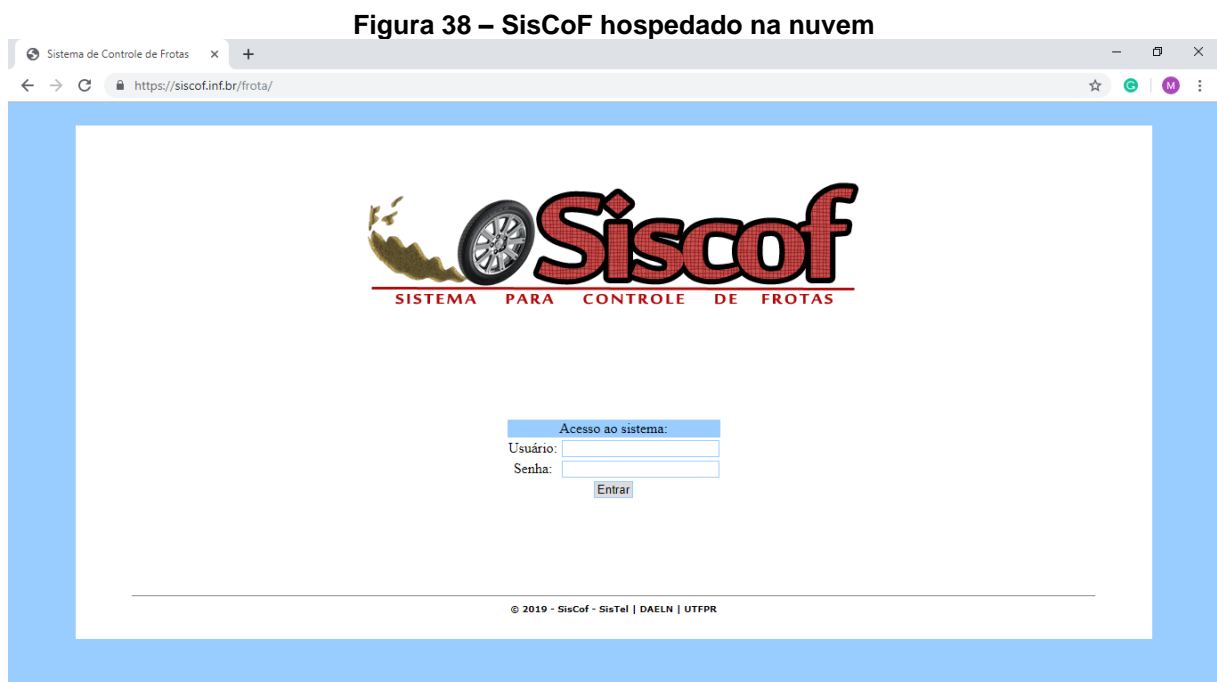 Figura 38 – SisCoF hospedado na nuvem
Sistema de Controle de Frotas
https://siscof.inf.br/frota/
G
M
Siscof
SISTEMA PARA CONTROLE DE FROTAS
Acesso ao sistema:
Usuário:
Senha:
Entrar
© 2019 - SisCof - SisTel | DAELN | UTFPR